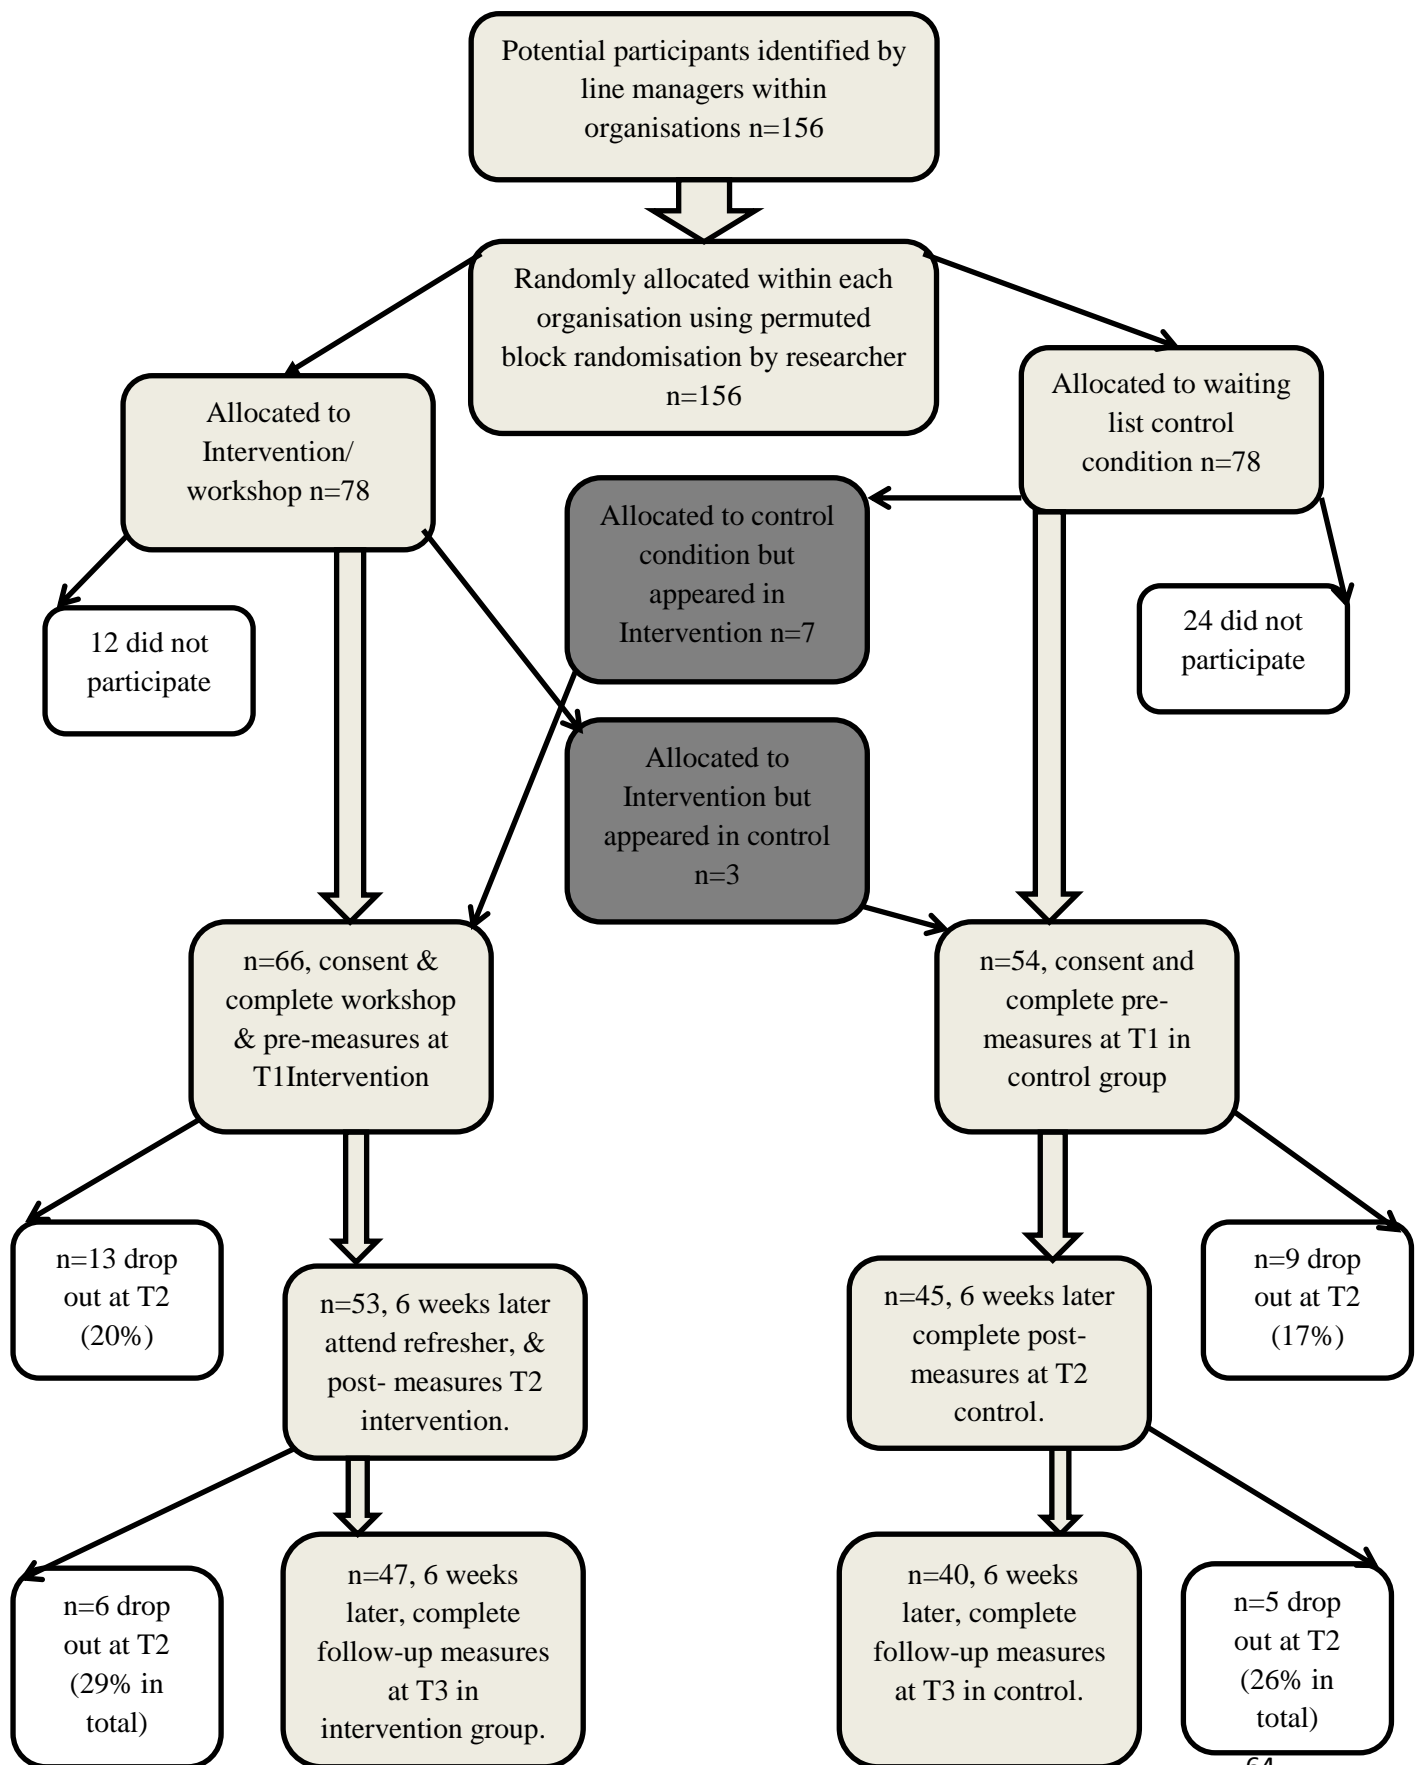 Potential participants identified by
line managers within
organisations n=156
Randomly allocated within each
organisation using permuted
block randomisation by researcher
n=156
Allocated to
Intervention/
workshop n=78
Allocated to waiting
list control
condition n=78
Allocated to control
condition but
appeared in
Intervention n=7
12 did not
participate
24 did not
participate
Allocated to
Intervention but
appeared in control
n=3
n=66, consent &
complete workshop
& pre-measures at
T1Intervention
n=54, consent and
complete pre-
measures at T1 in
control group
n=13 drop
out at T2
(20%)
n=53, 6 weeks later
attend refresher, &
post- measures T2
intervention.
n=45, 6 weeks later
complete post-
measures at T2
control.
n=9 drop
out at T2
(17%)
n=6 drop
out at T2
(29% in
total)
n=47, 6 weeks
later, complete
follow-up measures
at T3 in
intervention group.
n=40, 6 weeks
later, complete
follow-up measures
at T3 in control.
n=5 drop
out at T2
(26% in
total)